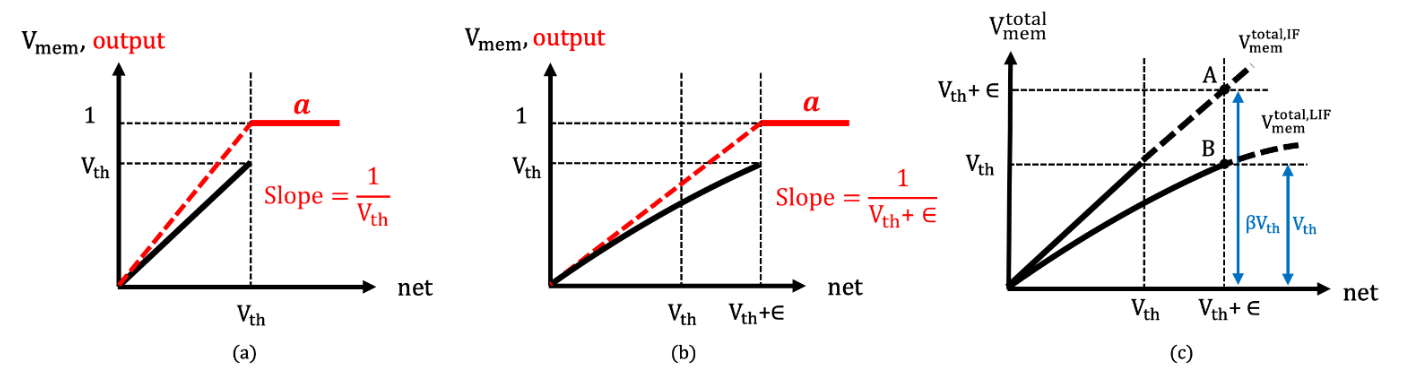 V_mem, output
1
a
V_th
Slope = 1/V_th
net
V_th
(a)
V_mem, output
1
a
V_th
Slope = 1/(V_th + ∈)
net
V_th
V_th+∈
(b)
V_mem^total
V_mem^total,IF
A
V_th + ∈
V_mem^total,LIF
B
V_th
βV_th
V_th
net
V_th
V_th + ∈
(c)